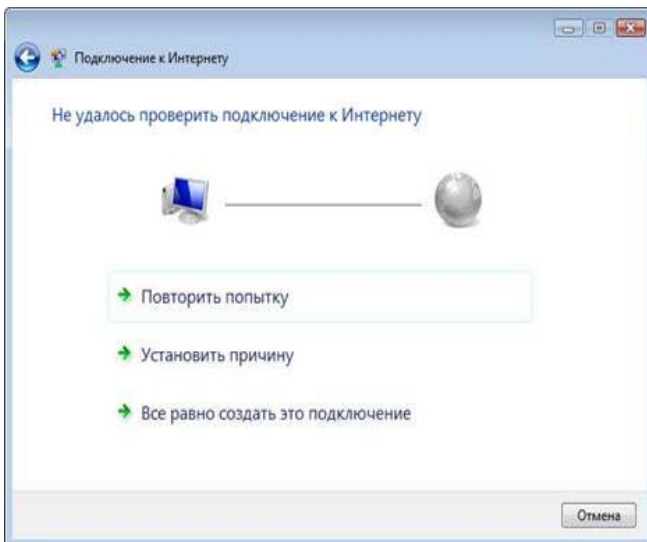 Подключение к Интернету
Не удалось проверить подключение к Интернету
Повторить попытку
Установить причину
Все равно создать это подключение
Отмена